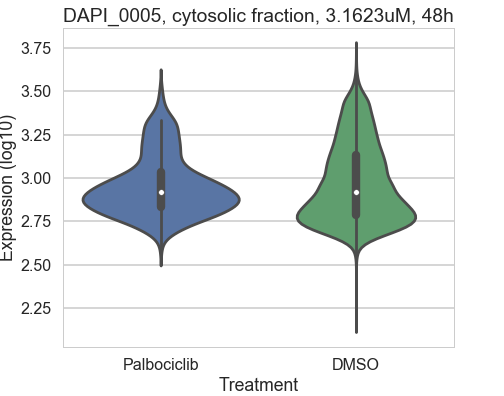 DAPI_0005, cytosolic fraction, 3.1623uM, 48h
Expression (log10)
3.75
3.50
3.25
3.00
2.75
2.50
2.25
Palbociclib
DMSO
Treatment